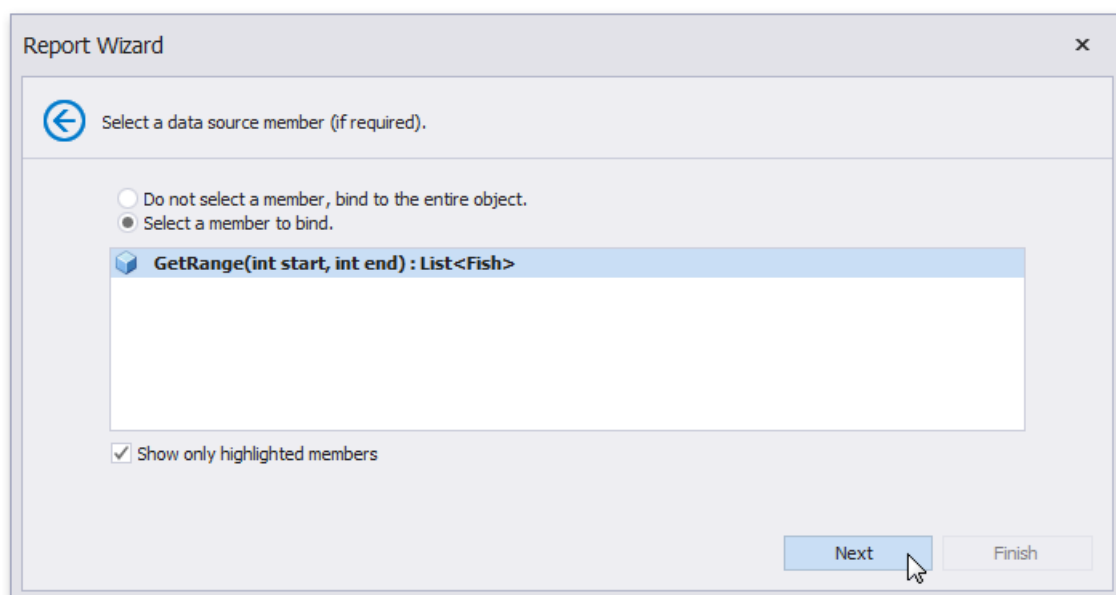 Report Wizard
Select a data source member (if required).
Do not select a member, bind to the entire object.
Select a member to bind.
GetRange(int start, int end) : List<Fish>
Show only highlighted members
Next
Finish